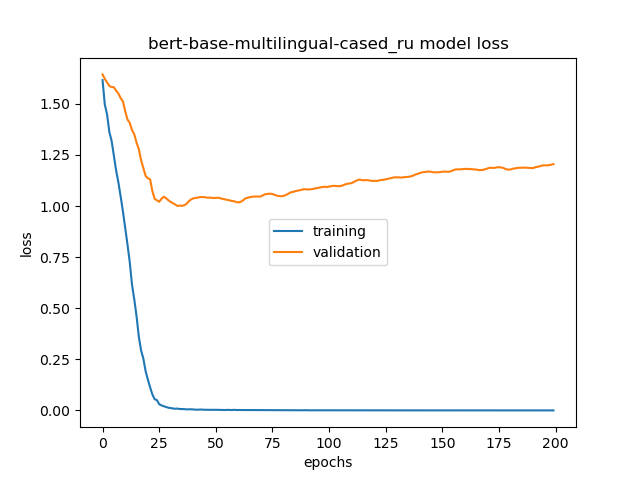 bert-base-multilingual-cased_ru model loss
1.50
1.25
1.00
0.75
0.50
0.25
0.00
loss
training
validation
0 25 50 75 100 125 150 175 200
epochs